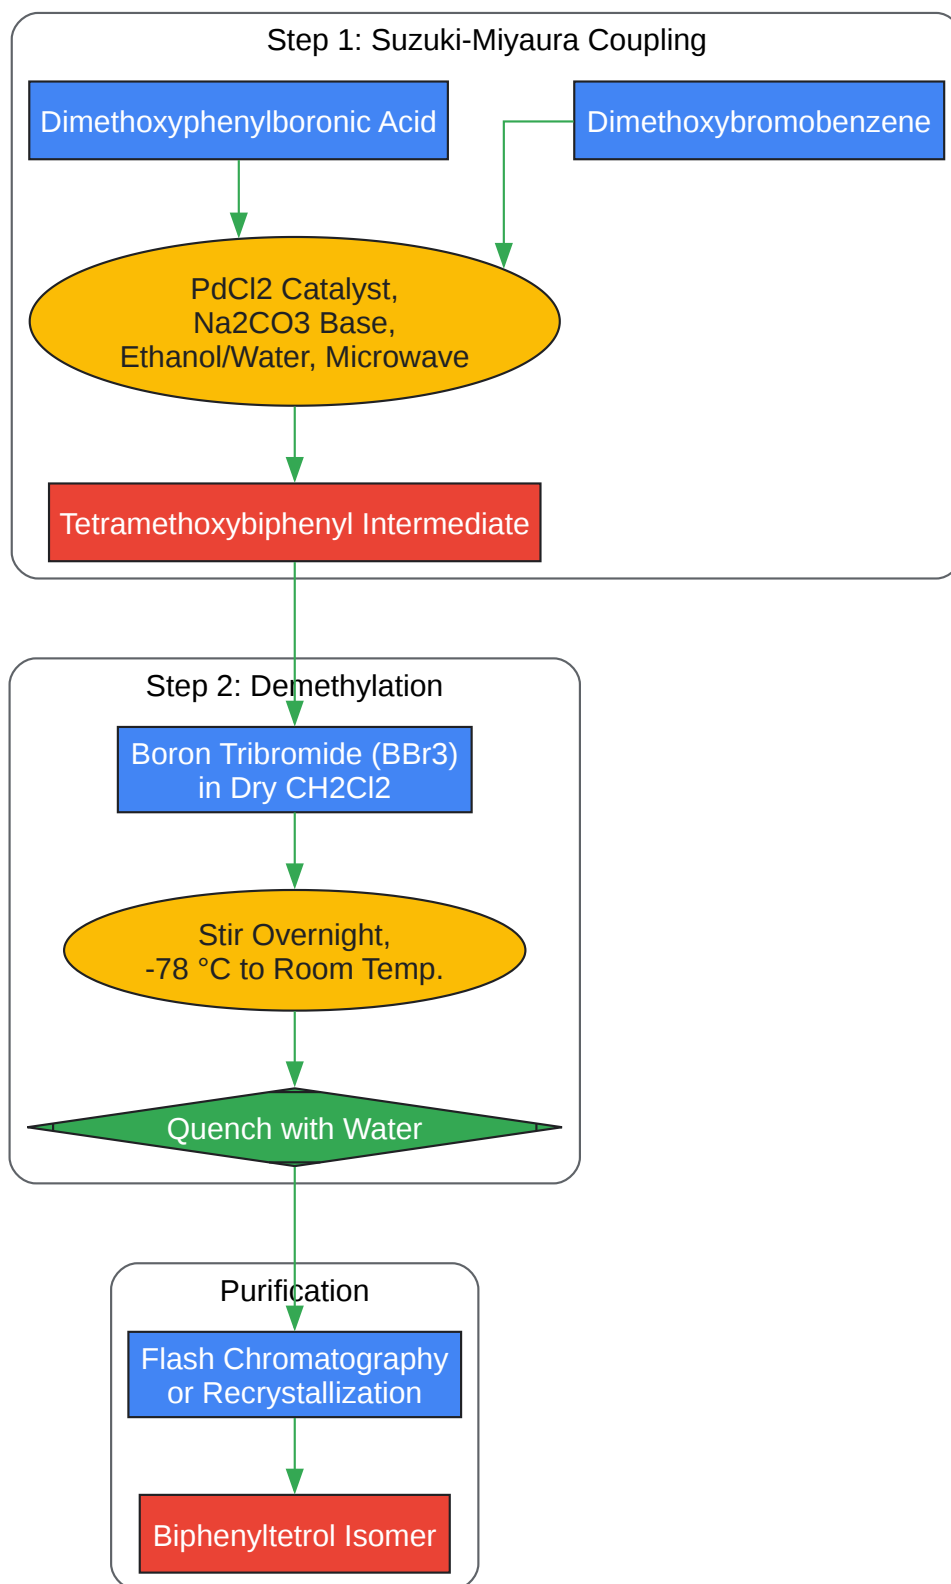 Step 1: Suzuki-Miyaura Coupling
Dimethoxyphenylboronic Acid
Dimethoxybromobenzene
PdCl2 Catalyst,
Na2CO3 Base,
Ethanol/Water, Microwave
Tetramethoxybiphenyl Intermediate
Step 2: Demethylation
Boron Tribromide (BBr3)
in Dry CH2Cl2
Stir Overnight,
-78 °C to Room Temp.
Quench with Water
Purification
Flash Chromatography
or Recrystallization
Biphenyltetrol Isomer